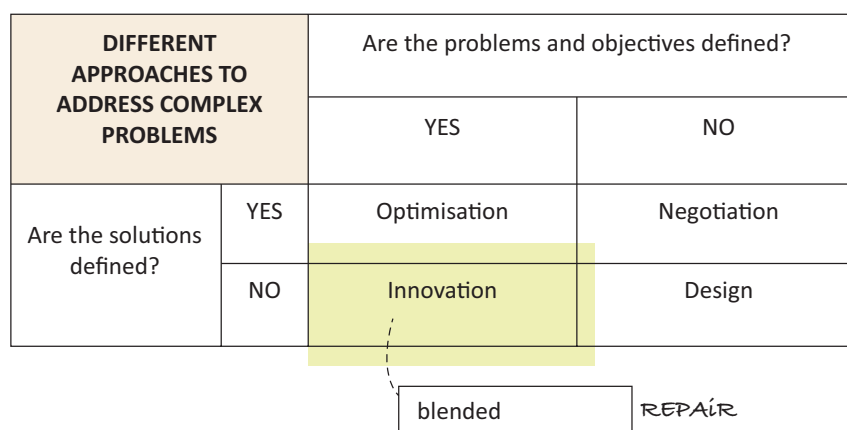 DIFFERENT
APPROACHES TO
ADDRESS COMPLEX
PROBLEMS
Are the problems and objectives defined?
YES
NO
Are the solutions
defined?
YES
Optimisation
Negotiation
NO
Innovation
Design
blended
REPAiR